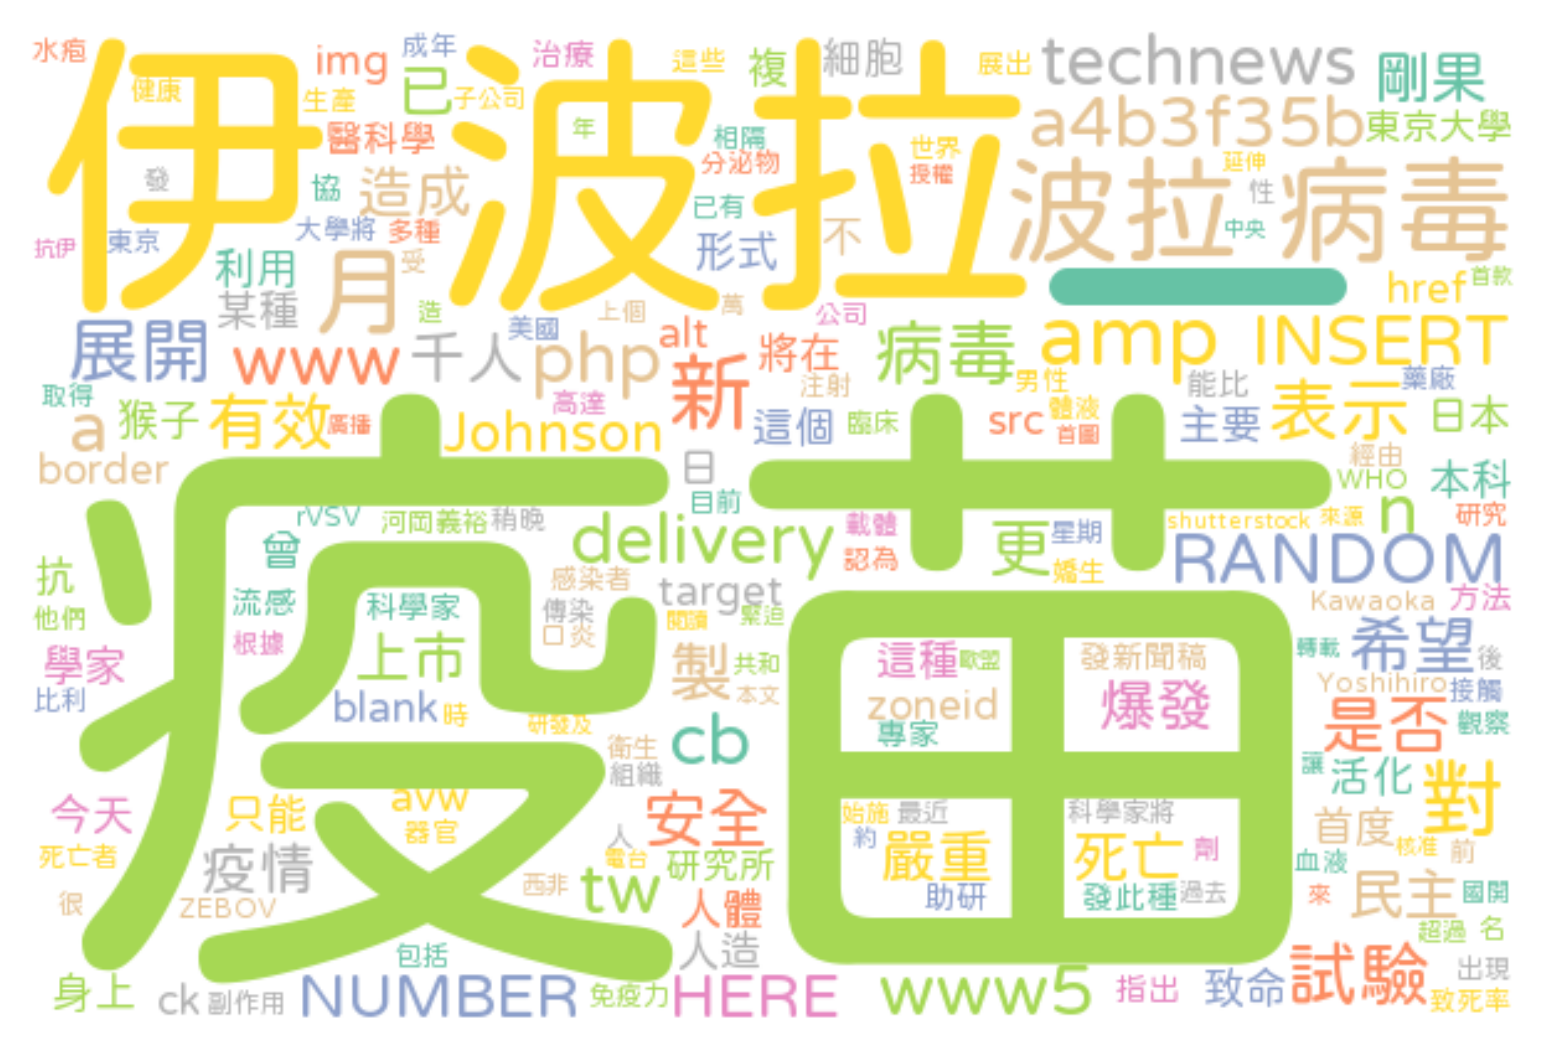 水疱
健康
img
成年
已
子公司
治療
這些
複
細胞
展出
technews
剛果
伊波拉
生產
醫科學
年
相隔
分泌物
世界
授權
a4b3f35b
東京大學
延伸
發
協
造成
已有
性
波拉病毒
中央
抗伊
東京
大學將
多種
受
形式
不
利用
月
某種
造
上個
萬
公司
一
href
首款
展開
www
千人
美國
php
alt
新
將在
病毒
amp
INSERT
取得
a
猴子
有效
廣播
高達
注射
男性
能比
藥廠
Johnson
這個
臨床
src
體液
首圖
主要
表示
日本
border
日
目前
經由
WHO
本科
疫苗
rVSV
河岡義裕
稍晚
曾
delivery
載體
認為
更
星期
嬌生
shutterstock
來源
n
研究
RANDOM
抗
他們
流感
科學家
感染者
傳染
口炎
target
閱讀
緊迫
Kawaoka
方法
學家
根據
上市
製
共和
本文
這種
歐盟
發新聞稿
轉載
希望
後
比利
blank
時
研發及
zoneid
專家
爆發
Yoshihiro
接觸
是否
觀察
衛生
組織
cb
讓
活化
對
今天
只能
avw
器官
安全
始施
最近
科學家將
首度
死亡者
疫情
人
電台
研究所
約
嚴重
死亡
劑
血液
核准
前
很
ZEBOV
西非
tw
人體
助研
發此種
過去
來
民主
國開
包括
人造
超過
名
身上
ck
副作用
NUMBER
免疫力
HERE
www5
指出
致命
試驗
出現
致死率